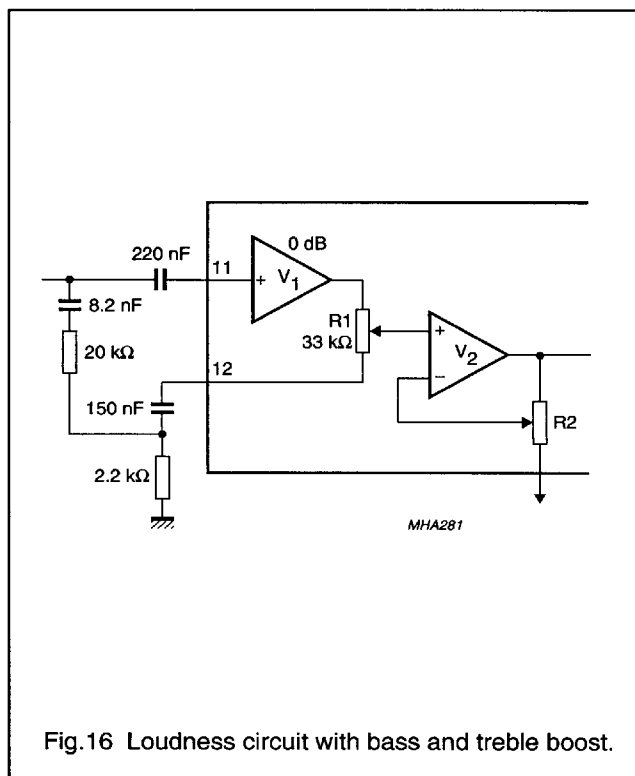 0 dB
220 nF
11
+
V1
8.2 nF
R1
33 kΩ
+
V2
20 kΩ
12
−
150 nF
R2
2.2 kΩ
MHA281
Fig.16 Loudness circuit with bass and treble boost.